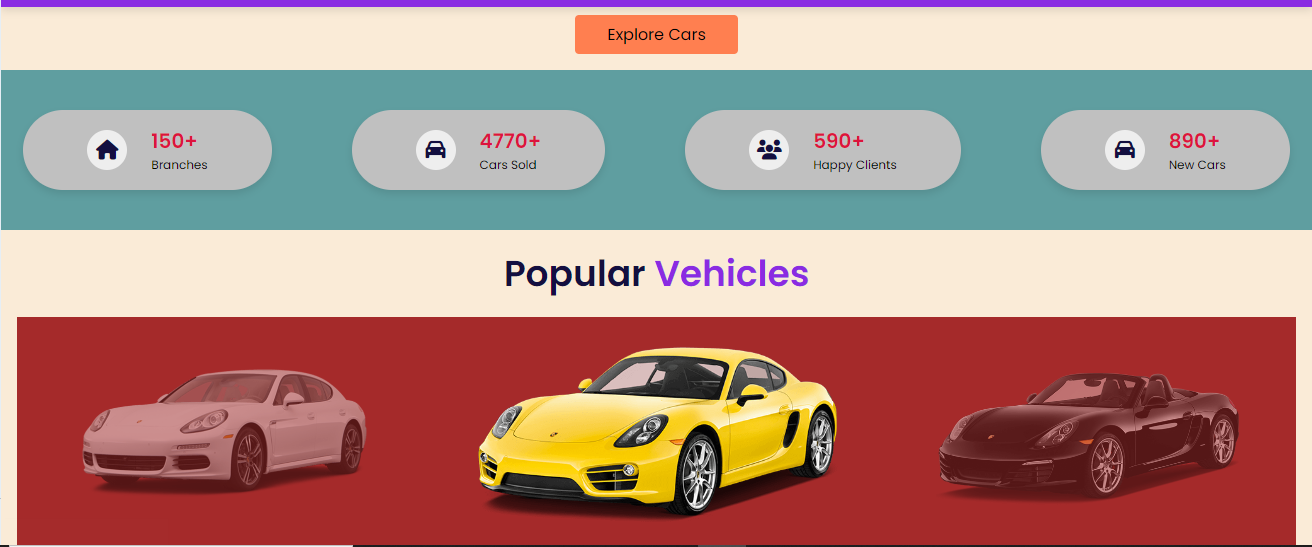 Explore Cars
150+
Branches
4770+
Cars Sold
590+
Happy Clients
890+
New Cars
Popular Vehicles